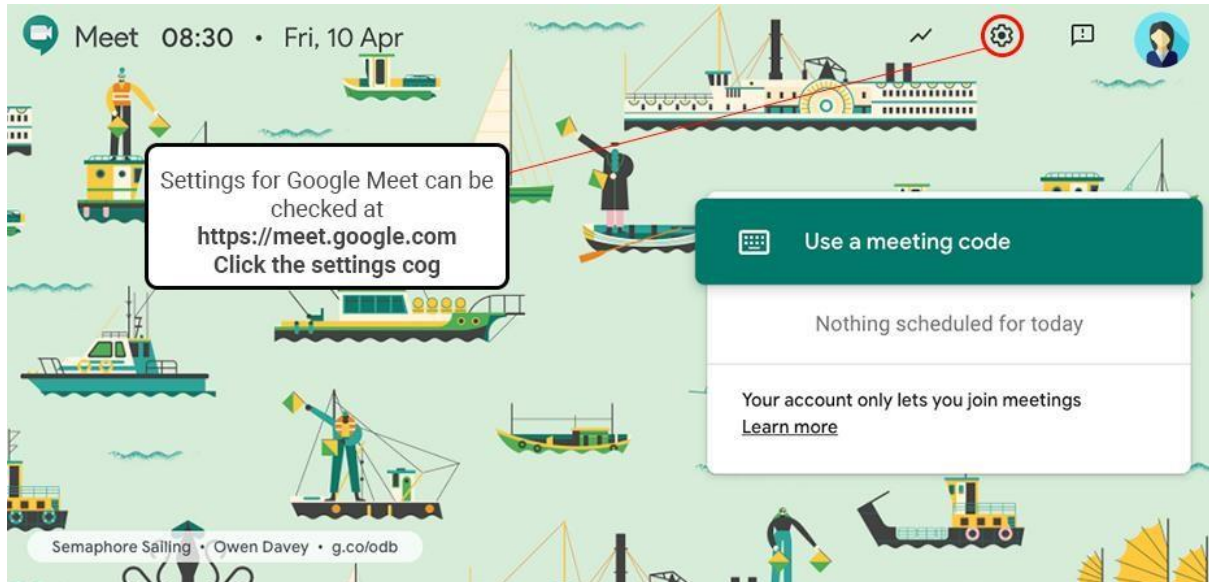 Meet 08:30 • Fri, 10 Apr
Settings for Google Meet can be
checked at
https://meet.google.com
Click the settings cog
Use a meeting code
Nothing scheduled for today
Your account only lets you join meetings
Learn more
Semaphore Sailing • Owen Davey • g.co/odb